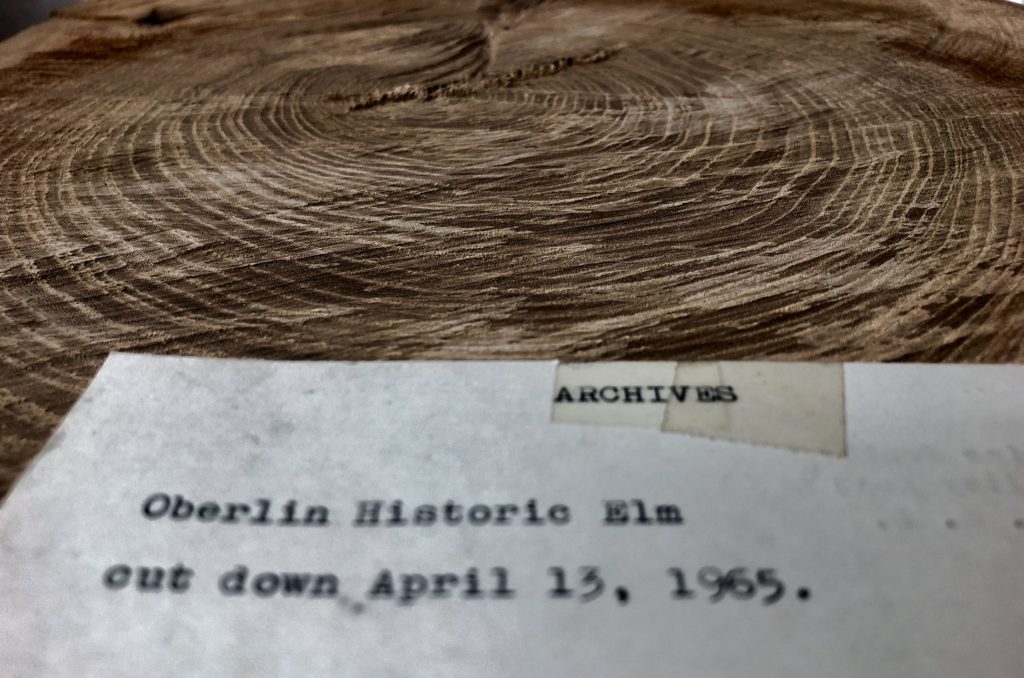 ARCHIVES
Oberlin Historic Elm
cut down April 13, 1965.